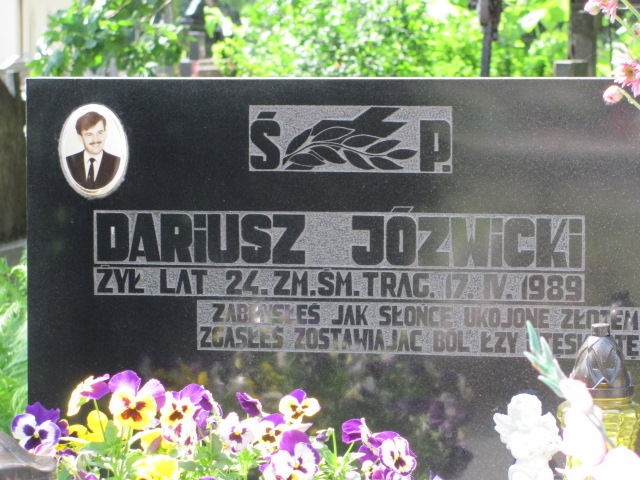 Ś P.
DARIUSZ JÓZWICKI
ŻYŁ LAT 24. ZM. ŚM. TRAG. 17. IV. 1989
ZABŁYSŁEŚ JAK SŁOŃCE UKOJONE ZŁOTEM
ZGASŁEŚ ZOSTAWIAJĄC BÓL ŁZY